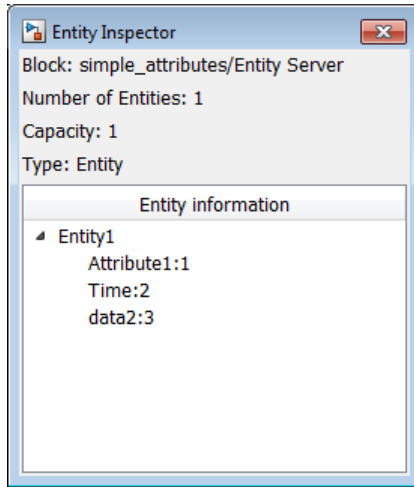 Entity Inspector
Block: simple_attributes/Entity Server
Number of Entities: 1
Capacity: 1
Type: Entity
Entity information
Entity1
Attribute1:1
Time:2
data2:3